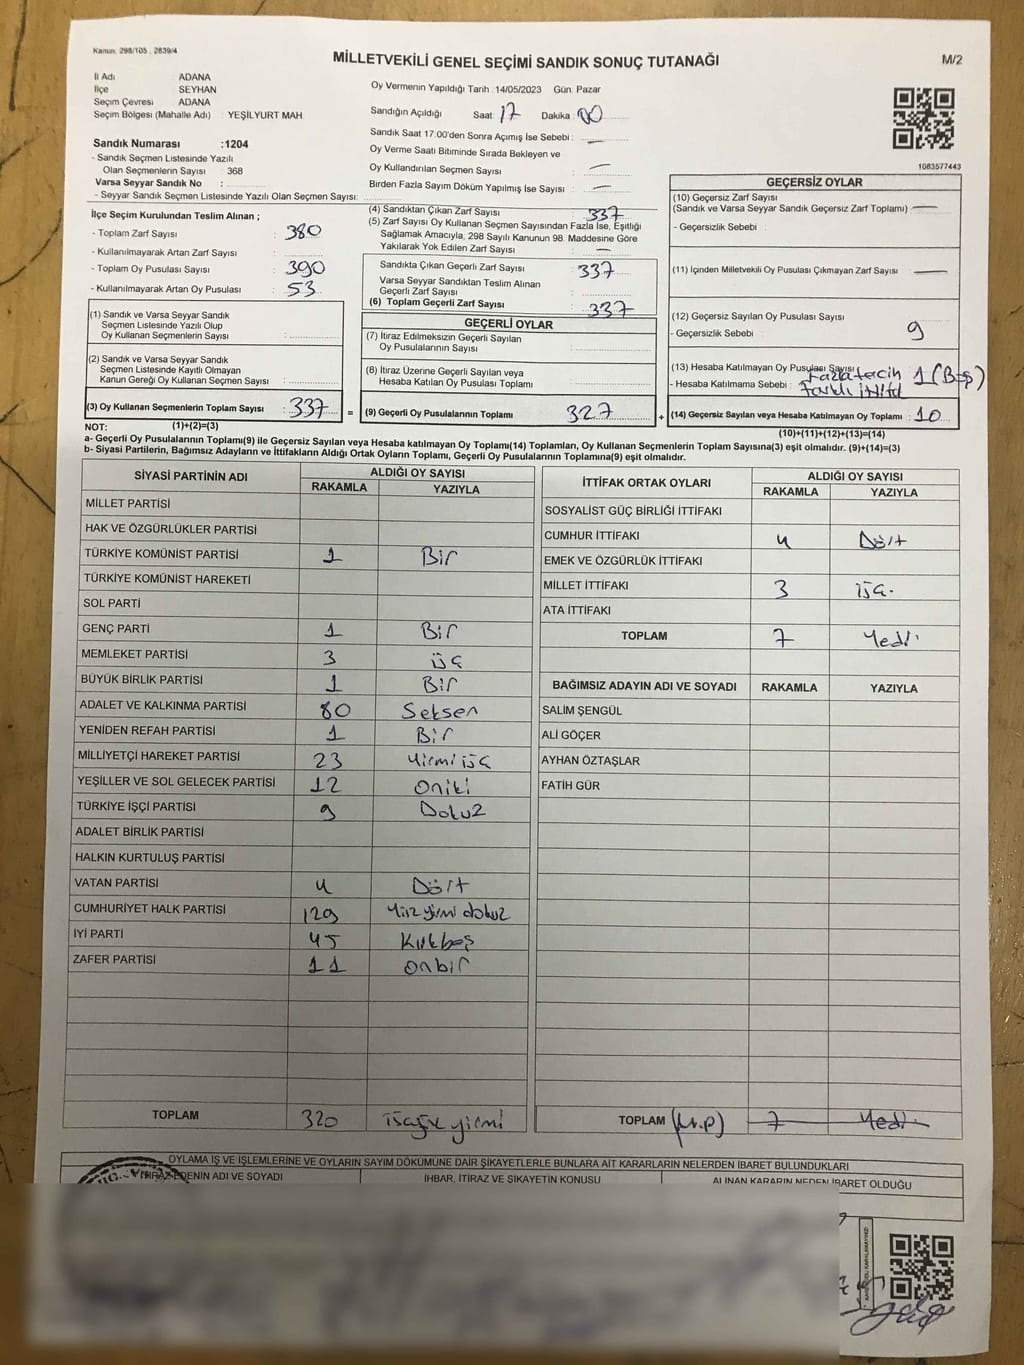 Kanun. 298/105 , 2839/4
MİLLETVEKİLİ GENEL SEÇİMİ SANDIK SONUÇ TUTANAĞI
M/2
İl Adı ADANA
İlçe SEYHAN
Seçim Çevresi ADANA
Seçim Bölgesi (Mahalle Adı) : YEŞİLYURT MAH.
Sandık Numarası :1204
- Sandık Seçmen Listesinde Yazılı
Olan Seçmenlerin Sayısı : 368
Varsa Seyyar Sandık No :
- Seyyar Sandık Seçmen Listesinde Yazılı Olan Seçmen Sayısı:
Oy Vermenin Yapıldığı Tarih :14/05/2023 Gün: Pazar
Sandığın Açıldığı Saat: 17 Dakika: 00
Sandık Saat 17:00'den Sonra Açımış İse Sebebi : —
Oy Verme Saati Bitiminde Sırada Bekleyen ve
Oy Kullandırılan Seçmen Sayısı : —
Birden Fazla Sayım Döküm Yapılmış İse Sayısı : —
1083577443
İlçe Seçim Kurulundan Teslim Alınan ;
- Toplam Zarf Sayısı : 380
- Kullanılmayarak Artan Zarf Sayısı :
- Toplam Oy Pusulası Sayısı : 390
- Kullanılmayarak Artan Oy Pusulası : 53
(4) Sandıktan Çıkan Zarf Sayısı : 337
(5) Zarf Sayısı Oy Kullanan Seçmen Sayısından Fazla İse, Eşitliği
Sağlamak Amacıyla, 298 Sayılı Kanunun 98. Maddesine Göre
Yakılarak Yok Edilen Zarf Sayısı : —
Sandıkta Çıkan Geçerli Zarf Sayısı : 337
Varsa Seyyar Sandıktan Teslim Alınan
Geçerli Zarf Sayısı :
(6) Toplam Geçerli Zarf Sayısı : 337
GEÇERSİZ OYLAR
(10) Geçersiz Zarf Sayısı
(Sandık ve Varsa Seyyar Sandık Geçersiz Zarf Toplamı) : —
- Geçersizlik Sebebi :
(11) İçinden Milletvekili Oy Pusulası Çıkmayan Zarf Sayısı : —
(12) Geçersiz Sayılan Oy Pusulası Sayısı : 9
- Geçersizlik Sebebi :
(13) Hesaba Katılmayan Oy Pusulası Sayısı : 1
- Hesaba Katılmama Sebebi : Fazla tercih
(1) Sandık ve Varsa Seyyar Sandık
Seçmen Listesinde Yazılı Olup
Oy Kullanan Seçmenlerin Sayısı :
(2) Sandık ve Varsa Seyyar Sandık
Seçmen Listesinde Kayıtlı Olmayan
Kanun Gereği Oy Kullanan Seçmen Sayısı :
GEÇERLİ OYLAR
(7) İtiraz Edilmeksizin Geçerli Sayılan
Oy Pusulalarının Sayısı :
(8) İtiraz Üzerine Geçerli Sayılan veya
Hesaba Katılan Oy Pusulası Toplamı :
(3) Oy Kullanan Seçmenlerin Toplam Sayısı : 337 = (9) Geçerli Oy Pusulalarının Toplamı : 327 + (14) Geçersiz Sayılan veya Hesaba Katılmayan Oy Toplamı : 10
NOT: (1)+(2)=(3) (10)+(11)+(12)+(13)=(14)
a- Geçerli Oy Pusulalarının Toplamı(9) ile Geçersiz Sayılan veya Hesaba katılmayan Oy Toplamı(14) Toplamları, Oy Kullanan Seçmenlerin Toplam Sayısına(3) eşit olmalıdır. (9)+(14)=(3)
b- Siyasi Partilerin, Bağımsız Adayların ve İttifakların Aldığı Ortak Oyların Toplamı, Geçerli Oy Pusulalarının Toplamına(9) eşit olmalıdır.
SİYASİ PARTİNİN ADI ALDIĞI OY SAYISI
RAKAMLA YAZIYLA
MİLLET PARTİSİ
HAK VE ÖZGÜRLÜKLER PARTİSİ
TÜRKİYE KOMÜNİST PARTİSİ 1 Bir
TÜRKİYE KOMÜNİST HAREKETİ
SOL PARTİ
GENÇ PARTİ 1 Bir
MEMLEKET PARTİSİ 3 üç
BÜYÜK BİRLİK PARTİSİ 1 Bir
ADALET VE KALKINMA PARTİSİ 80 Seksen
YENİDEN REFAH PARTİSİ 1 Bir
MİLLİYETÇİ HAREKET PARTİSİ 23 Yirmi üç
YEŞİLLER VE SOL GELECEK PARTİSİ 12 Oniki
TÜRKİYE İŞÇİ PARTİSİ 9 Dokuz
ADALET BİRLİK PARTİSİ
HALKIN KURTULUŞ PARTİSİ
VATAN PARTİSİ 4 Dört
CUMHURİYET HALK PARTİSİ 129 Yüz yirmi dokuz
İYİ PARTİ 45 Kırkbeş
ZAFER PARTİSİ 11 onbir
TOPLAM 320 üçyüz yirmi
İTTİFAK ORTAK OYLARI ALDIĞI OY SAYISI
RAKAMLA YAZIYLA
SOSYALİST GÜÇ BİRLİĞİ İTTİFAKI
CUMHUR İTTİFAKI 4 Dört
EMEK VE ÖZGÜRLÜK İTTİFAKI
MİLLET İTTİFAKI 3 üç.
ATA İTTİFAKI
TOPLAM 7 Yedi
BAĞIMSIZ ADAYIN ADI VE SOYADI RAKAMLA YAZIYLA
SALİM ŞENGÜL
ALİ GÖÇER
AYHAN ÖZTAŞLAR
FATİH GÜR
TOPLAM 7 Yedi
OYLAMA İŞ VE İŞLEMLERİNE VE OYLARIN SAYIM DÖKÜMÜNE DAİR ŞİKAYETLERLE BUNLARA AİT KARARLARIN NELERDEN İBARET BULUNDUKLARI
İTİRAZ EDENİN ADI VE SOYADI İHBAR, İTİRAZ VE ŞİKAYETİN KONUSU ALINAN KARARIN NEDEN İBARET OLDUĞU